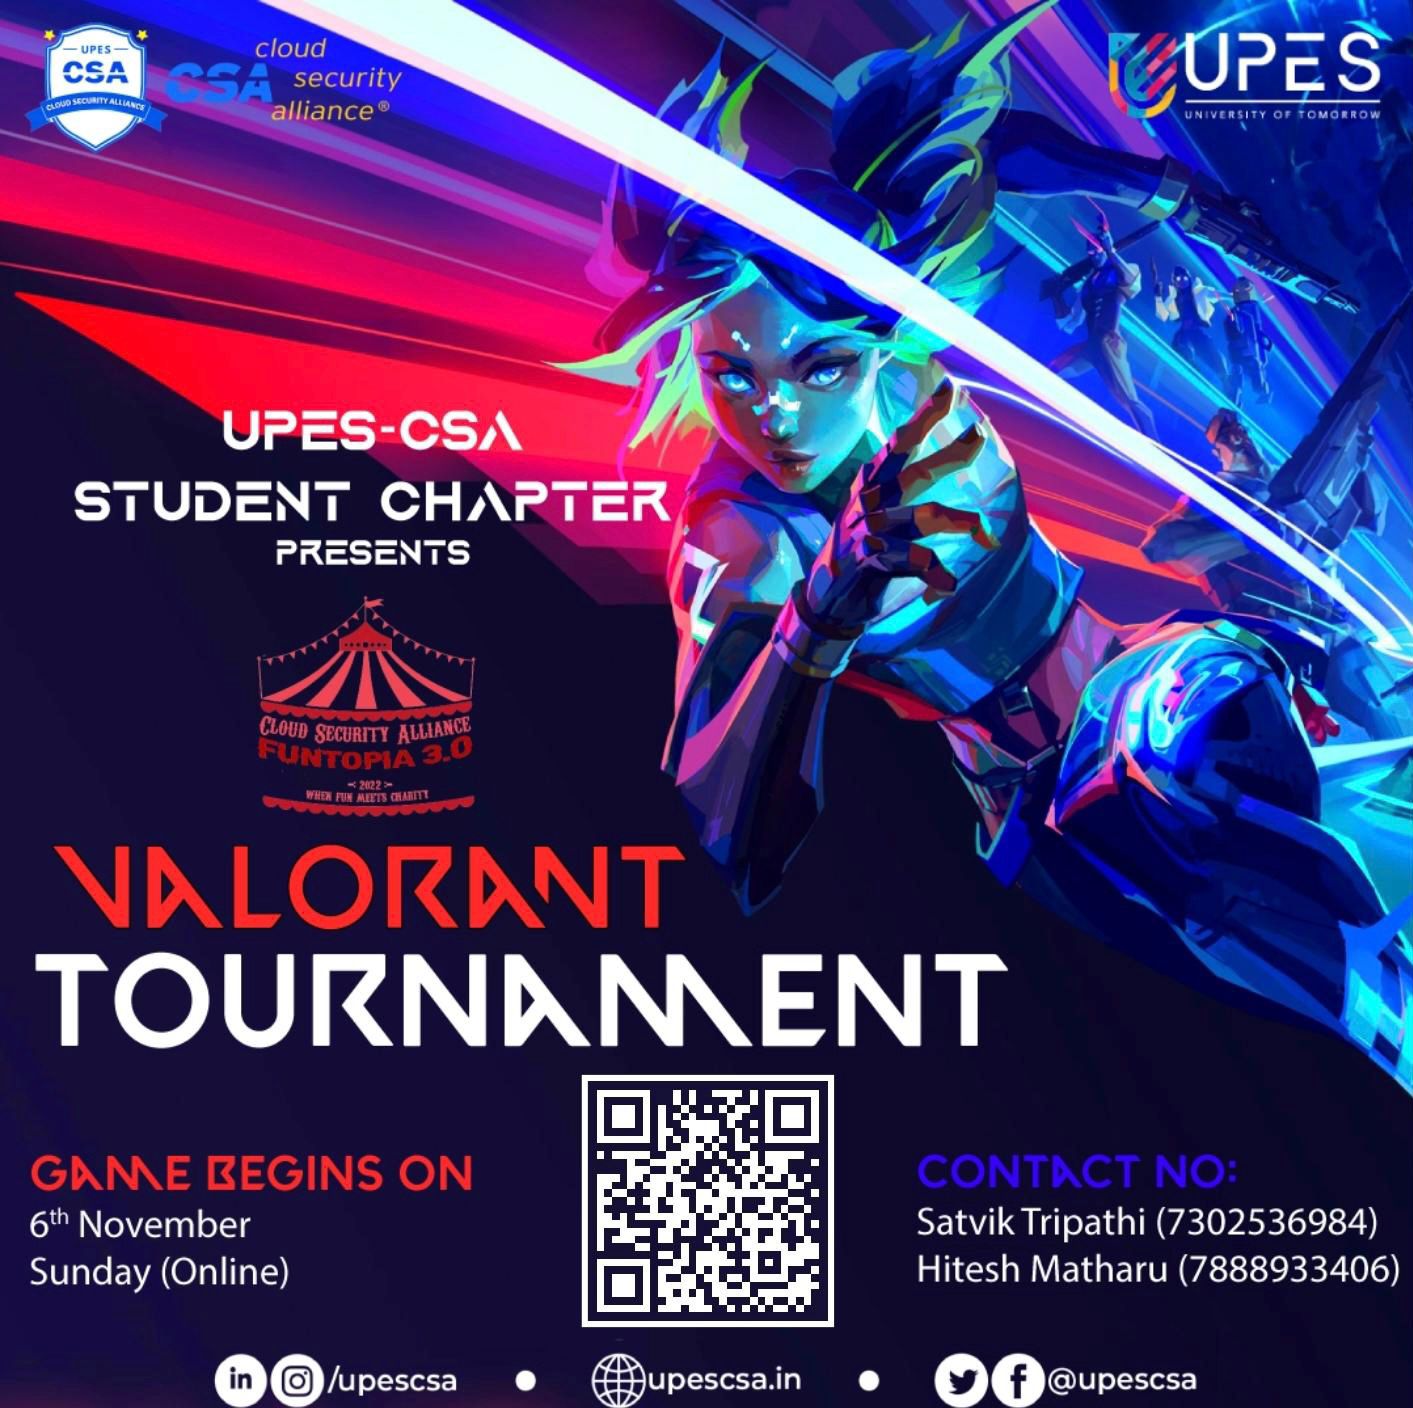 UPES
CSA
CLOUD SECURITY ALLIANCE
CSA
cloud
security
alliance®
UPES
UNIVERSITY OF TOMORROW
UPES-CSA
STUDENT CHAPTER
PRESENTS
CLOUD SECURITY ALLIANCE
FUNTOPIA 3.0
2022
WHEN FUN MEETS CHARITY
VALORANT
TOURNAMENT
GAME BEGINS ON
6th November
Sunday (Online)
CONTACT NO:
Satvik Tripathi (7302536984)
Hitesh Matharu (7888933406)
in /upescsa
upescsa.in
f @upescsa